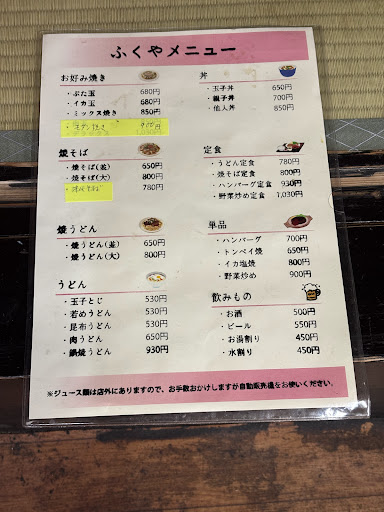 ふくやメニュー
お好み焼き
・ぶた玉 680円
・イカ玉 680円
・ミックス焼き 850円
・モダン焼き
焼そば
・焼そば(並) 650円
・焼そば(大) 800円
780円
焼うどん
・焼うどん(並) 650円
・焼うどん(大) 800円
うどん
・玉子とじ 530円
・若めうどん 530円
・昆布うどん 530円
・肉うどん 650円
・鍋焼うどん 930円
丼
・玉子丼 650円
・親子丼 700円
・他人丼 850円
定食
・うどん定食 780円
・焼そば定食 800円
・ハンバーグ定食 930円
・野菜炒め定食 1,030円
単品
・ハンバーグ 700円
・トンペイ焼 650円
・イカ塩焼 800円
・野菜炒め 900円
飲みもの
・お酒 500円
・ビール 550円
・お湯割り 450円
・水割り 450円
※ジュース類は店外にありますので、お手数おかけしますが自動販売機をお使いください。